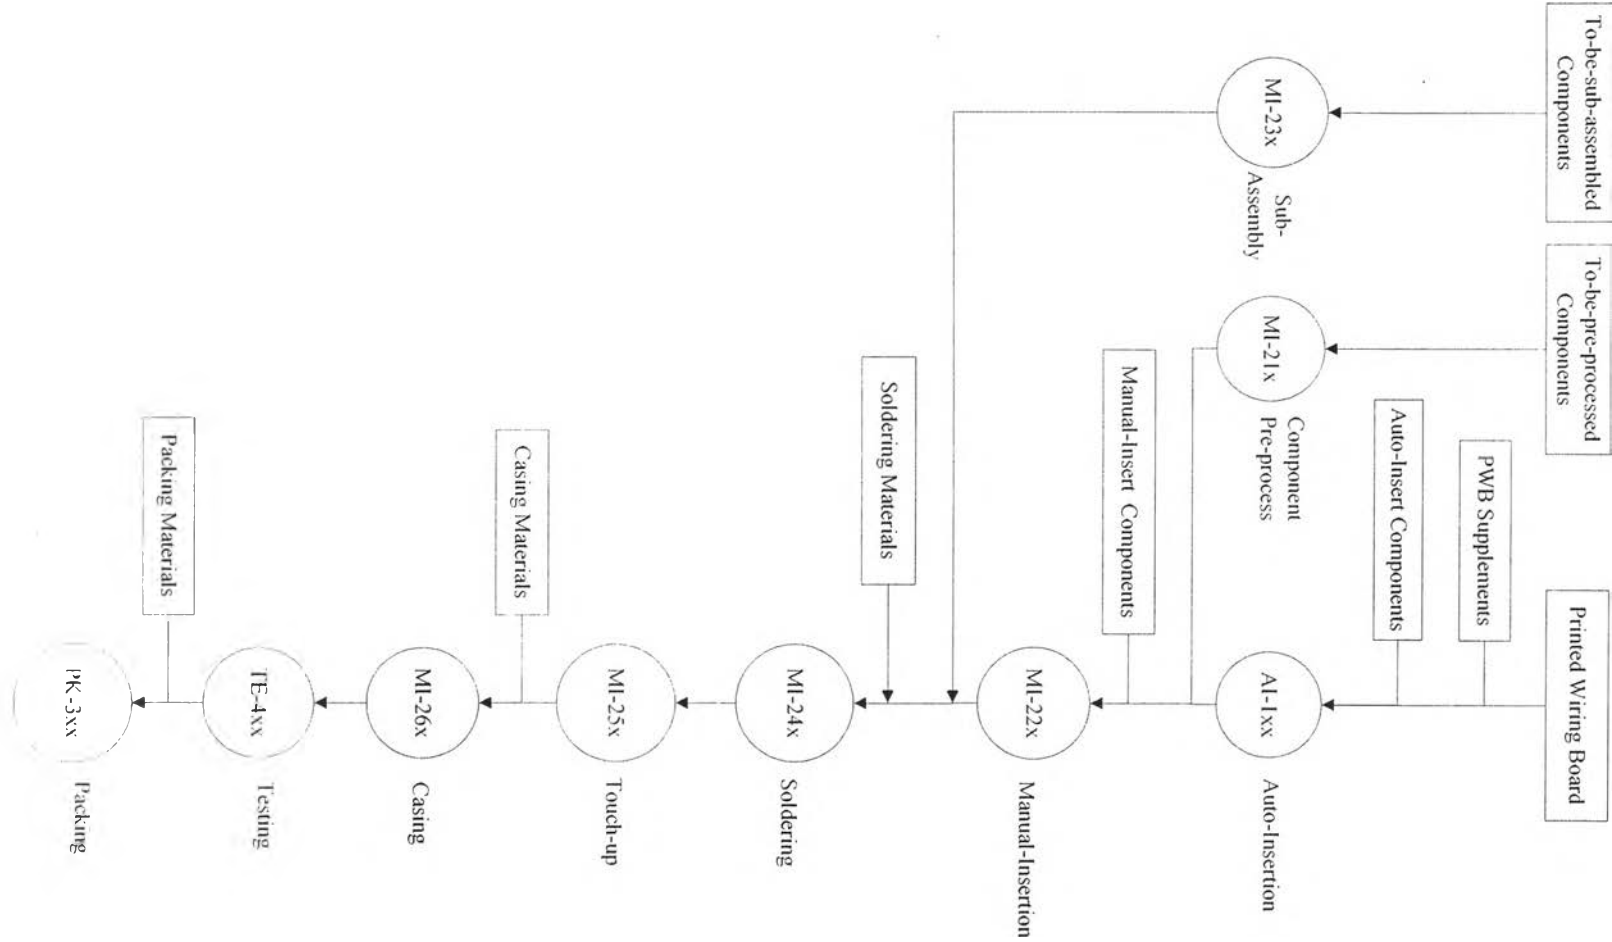 To-be-sub-assembled
Components
To-be-pre-processed
Components
Printed Wiring Board
PWB Supplements
Auto-Insert Components
MI-23x
Sub-
Assembly
MI-21x
Component
Pre-process
AI-1xx
Auto-Insertion
Manual-Insert Components
MI-22x
Manual-Insertion
Soldering Materials
MI-24x
Soldering
MI-25x
Touch-up
Casing Materials
MI-26x
Casing
TE-4xx
Testing
Packing Materials
PK-3xx
Packing